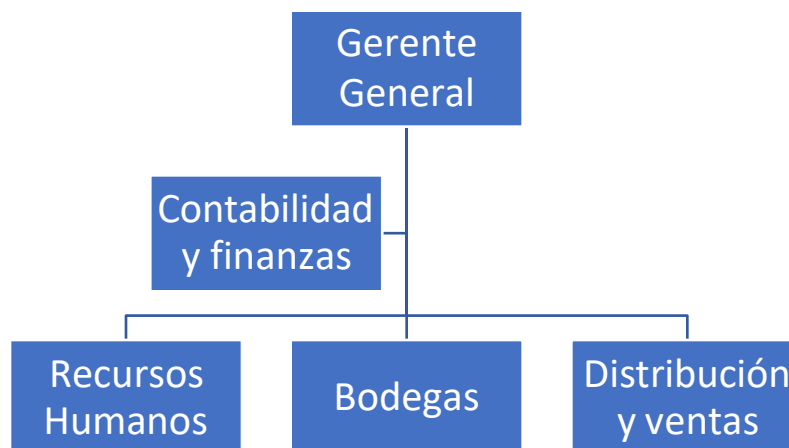 Gerente
General
Contabilidad
y finanzas
Recursos
Humanos
Bodegas
Distribución
y ventas